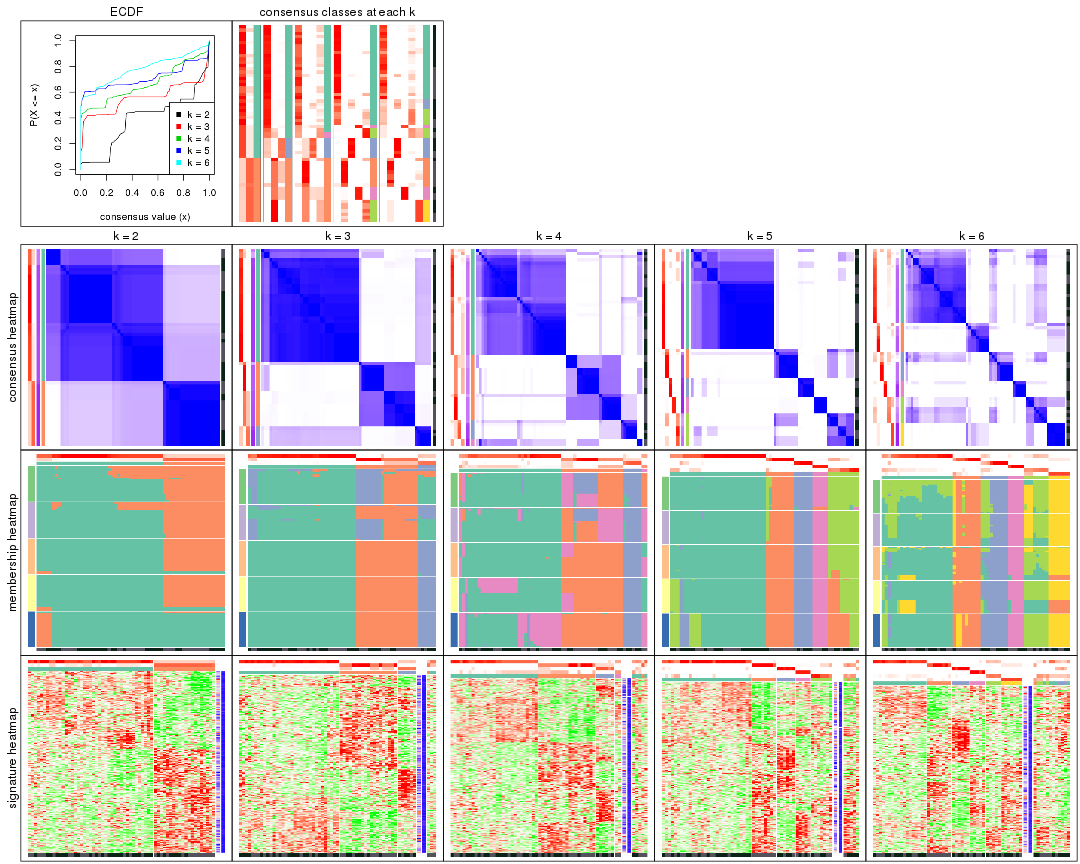 ECDF
consensus classes at each k
P(X <= x)
0.0 0.2 0.4 0.6 0.8 1.0
k = 2
k = 3
k = 4
k = 5
k = 6
0.0 0.2 0.4 0.6 0.8 1.0
consensus value (x)
k = 2 k = 3 k = 4 k = 5 k = 6
consensus heatmap
membership heatmap
signature heatmap